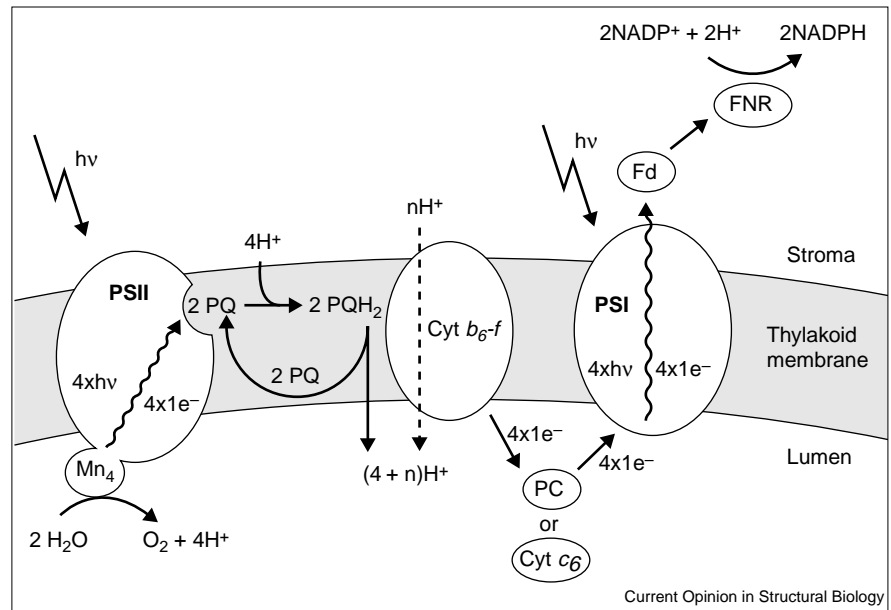 2NADP⁺ + 2H⁺ 2NADPH
FNR
hν
hν
Fd
nH⁺
4H⁺
Stroma
PSII
2 PQ
2 PQH₂
Cyt b₆-f
PSI
Thylakoid
membrane
2 PQ
4xhν
4x1e⁻
4xhν
4x1e⁻
4x1e⁻
4x1e⁻
Lumen
Mn₄
(4 + n)H⁺
PC
or
Cyt c₆
2 H₂O
O₂ + 4H⁺
Current Opinion in Structural Biology